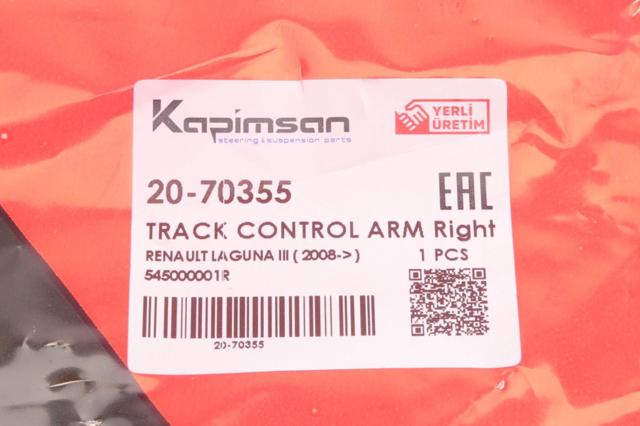 Kapimsan
steering & suspension parts
YERLİ
ÜRETİM
20-70355
EAC
TRACK CONTROL ARM Right
RENAULT LAGUNA III ( 2008-> )
1 PCS
545000001R
20-70355